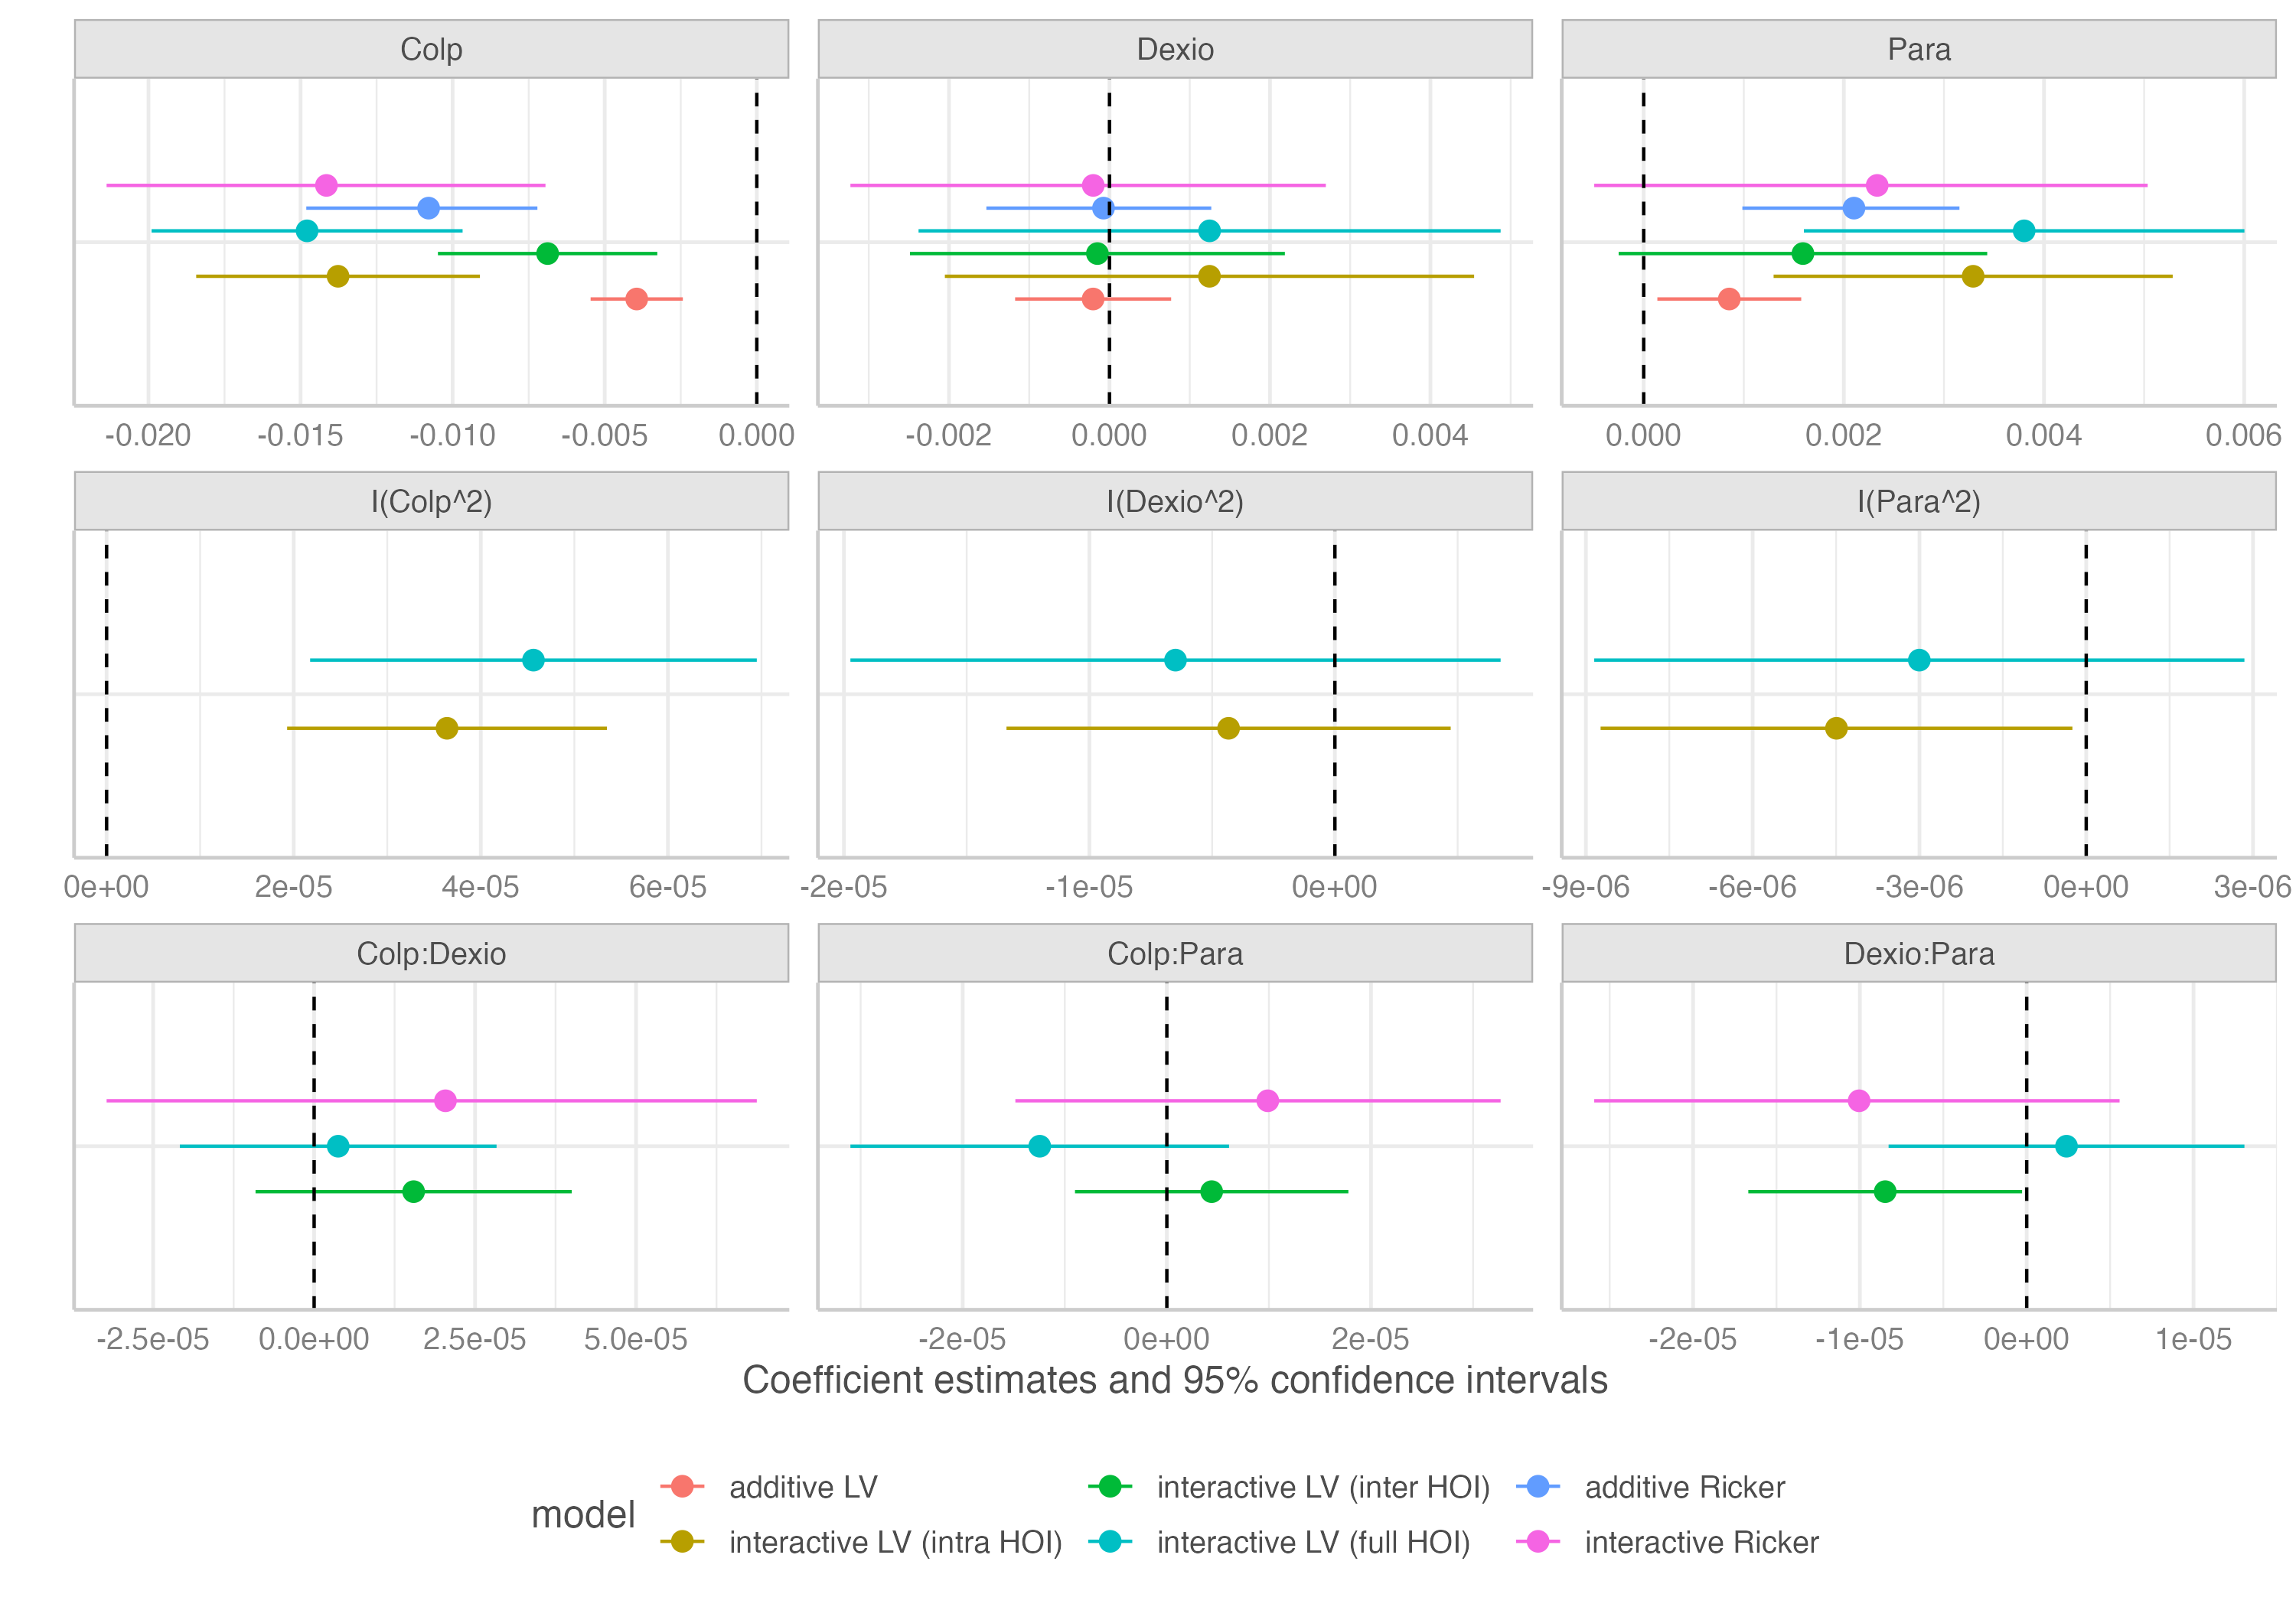 Colp Dexio Para
-0.020 -0.015 -0.010 -0.005 0.000 -0.002 0.000 0.002 0.004 0.000 0.002 0.004 0.006
I(Colp^2) I(Dexio^2) I(Para^2)
0e+00 2e-05 4e-05 6e-05 -2e-05 -1e-05 0e+00 -9e-06 -6e-06 -3e-06 0e+00 3e-06
Colp:Dexio Colp:Para Dexio:Para
-2.5e-05 0.0e+00 2.5e-05 5.0e-05 -2e-05 0e+00 2e-05 -2e-05 -1e-05 0e+00 1e-05
Coefficient estimates and 95% confidence intervals
model
additive LV interactive LV (inter HOI) additive Ricker
interactive LV (intra HOI) interactive LV (full HOI) interactive Ricker